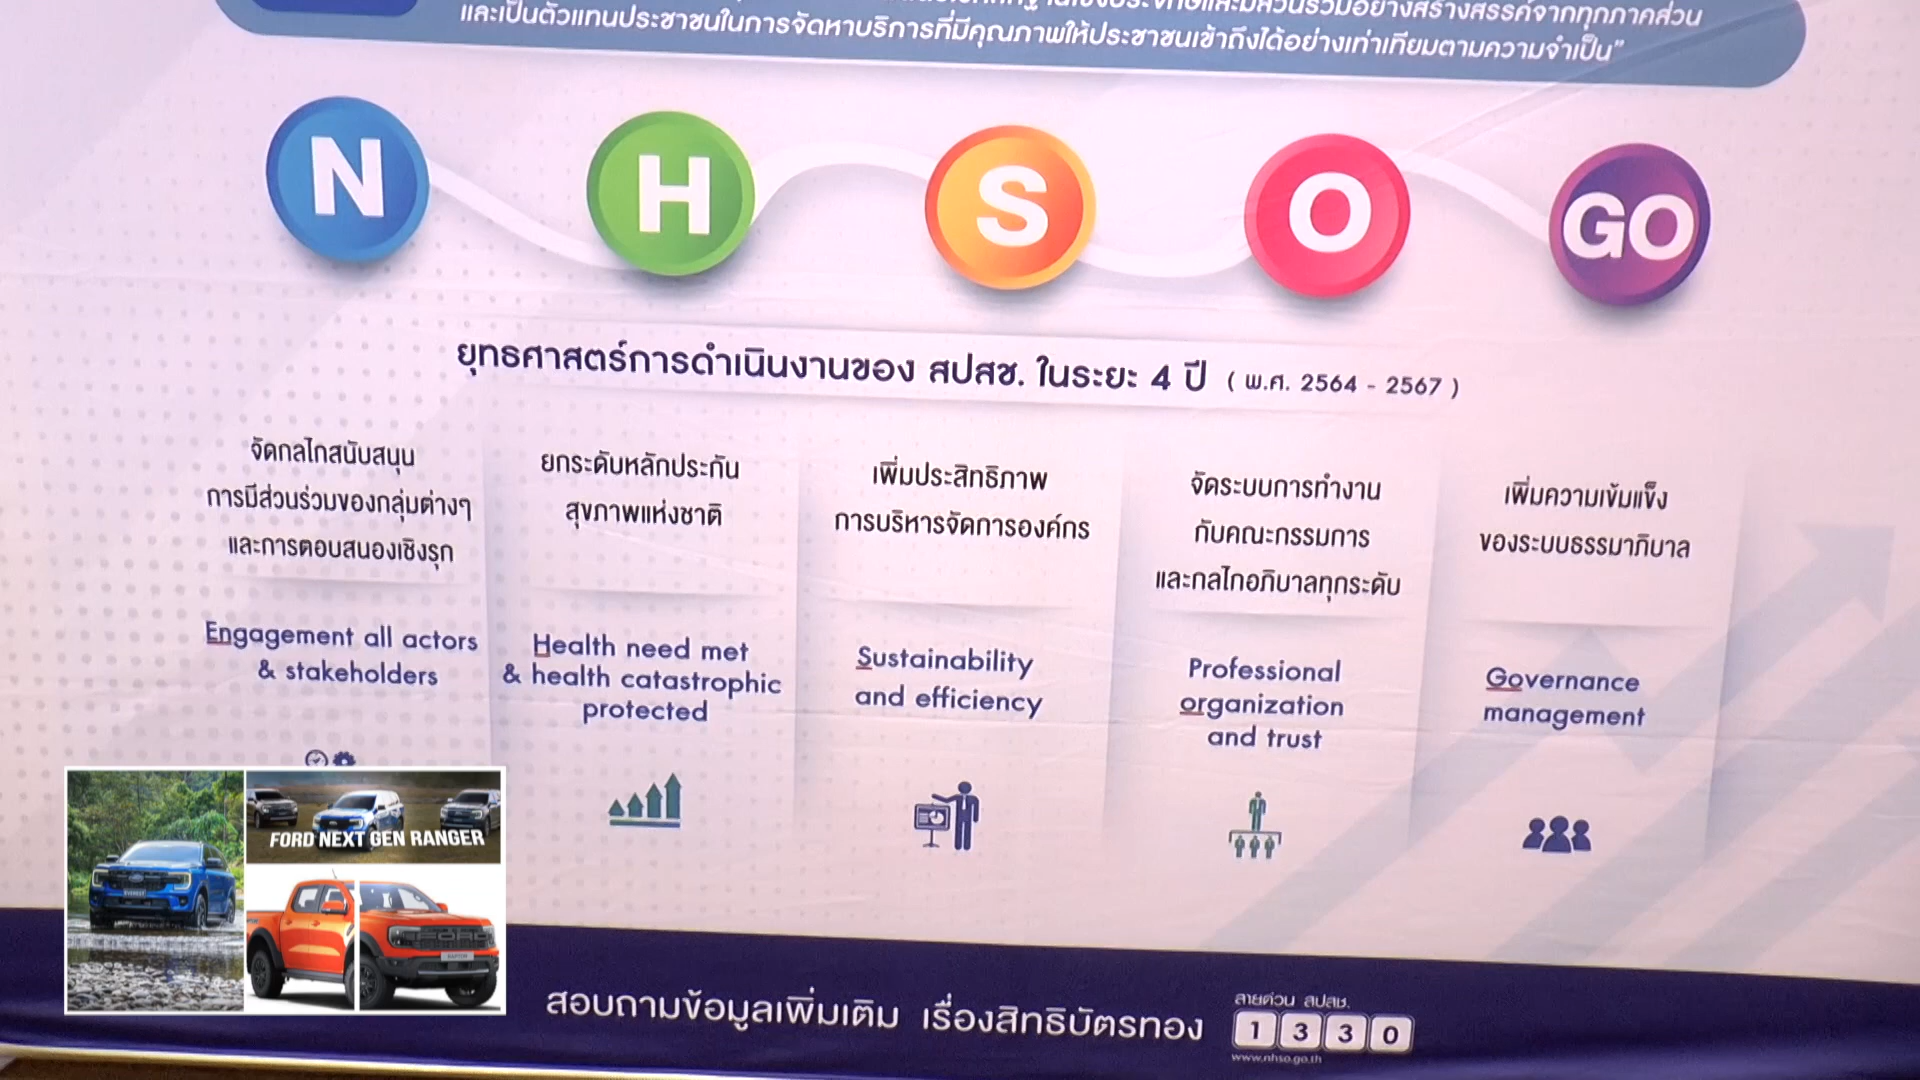 และเป็นตัวแทนประชาชนในการจัดหาบริการที่มีคุณภาพให้ประชาชนเข้าถึงได้อย่างเท่าเทียมตามความจำเป็น”
N H S O GO
ยุทธศาสตร์การดำเนินงานของ สปสช. ในระยะ 4 ปี ( พ.ศ. 2564 - 2567 )
จัดกลไกสนับสนุน
การมีส่วนร่วมของกลุ่มต่างๆ
และการตอบสนองเชิงรุก
Engagement all actors
& stakeholders
ยกระดับหลักประกัน
สุขภาพแห่งชาติ
Health need met
& health catastrophic
protected
เพิ่มประสิทธิภาพ
การบริหารจัดการองค์กร
Sustainability
and efficiency
จัดระบบการทำงาน
กับคณะกรรมการ
และกลไกอภิบาลทุกระดับ
Professional
organization
and trust
เพิ่มความเข้มแข็ง
ของระบบธรรมาภิบาล
Governance
management
FORD NEXT GEN RANGER
FORD
สอบถามข้อมูลเพิ่มเติม เรื่องสิทธิบัตรทอง
สายด่วน สปสช.
1 3 3 0
www.nhso.go.th